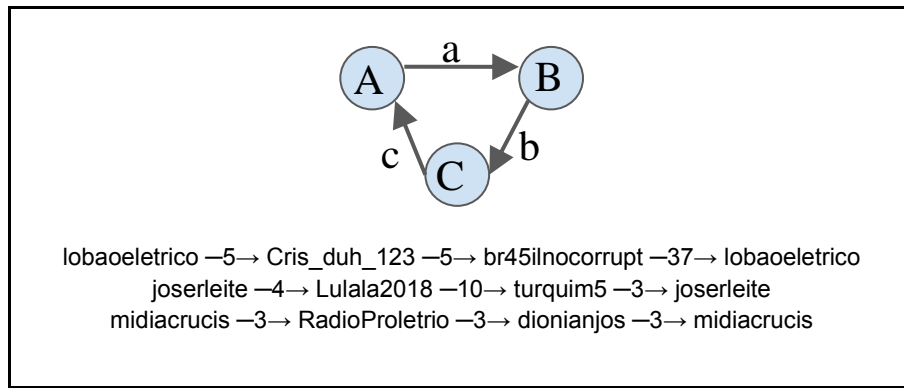 a
A
B
c
b
C
lobaoeletrico —5→ Cris_duh_123 —5→ br45ilnocorrupt —37→ lobaoeletrico
joserleite —4→ Lulala2018 —10→ turquim5 —3→ joserleite
midiacrucis —3→ RadioProletrio —3→ dionianjos —3→ midiacrucis